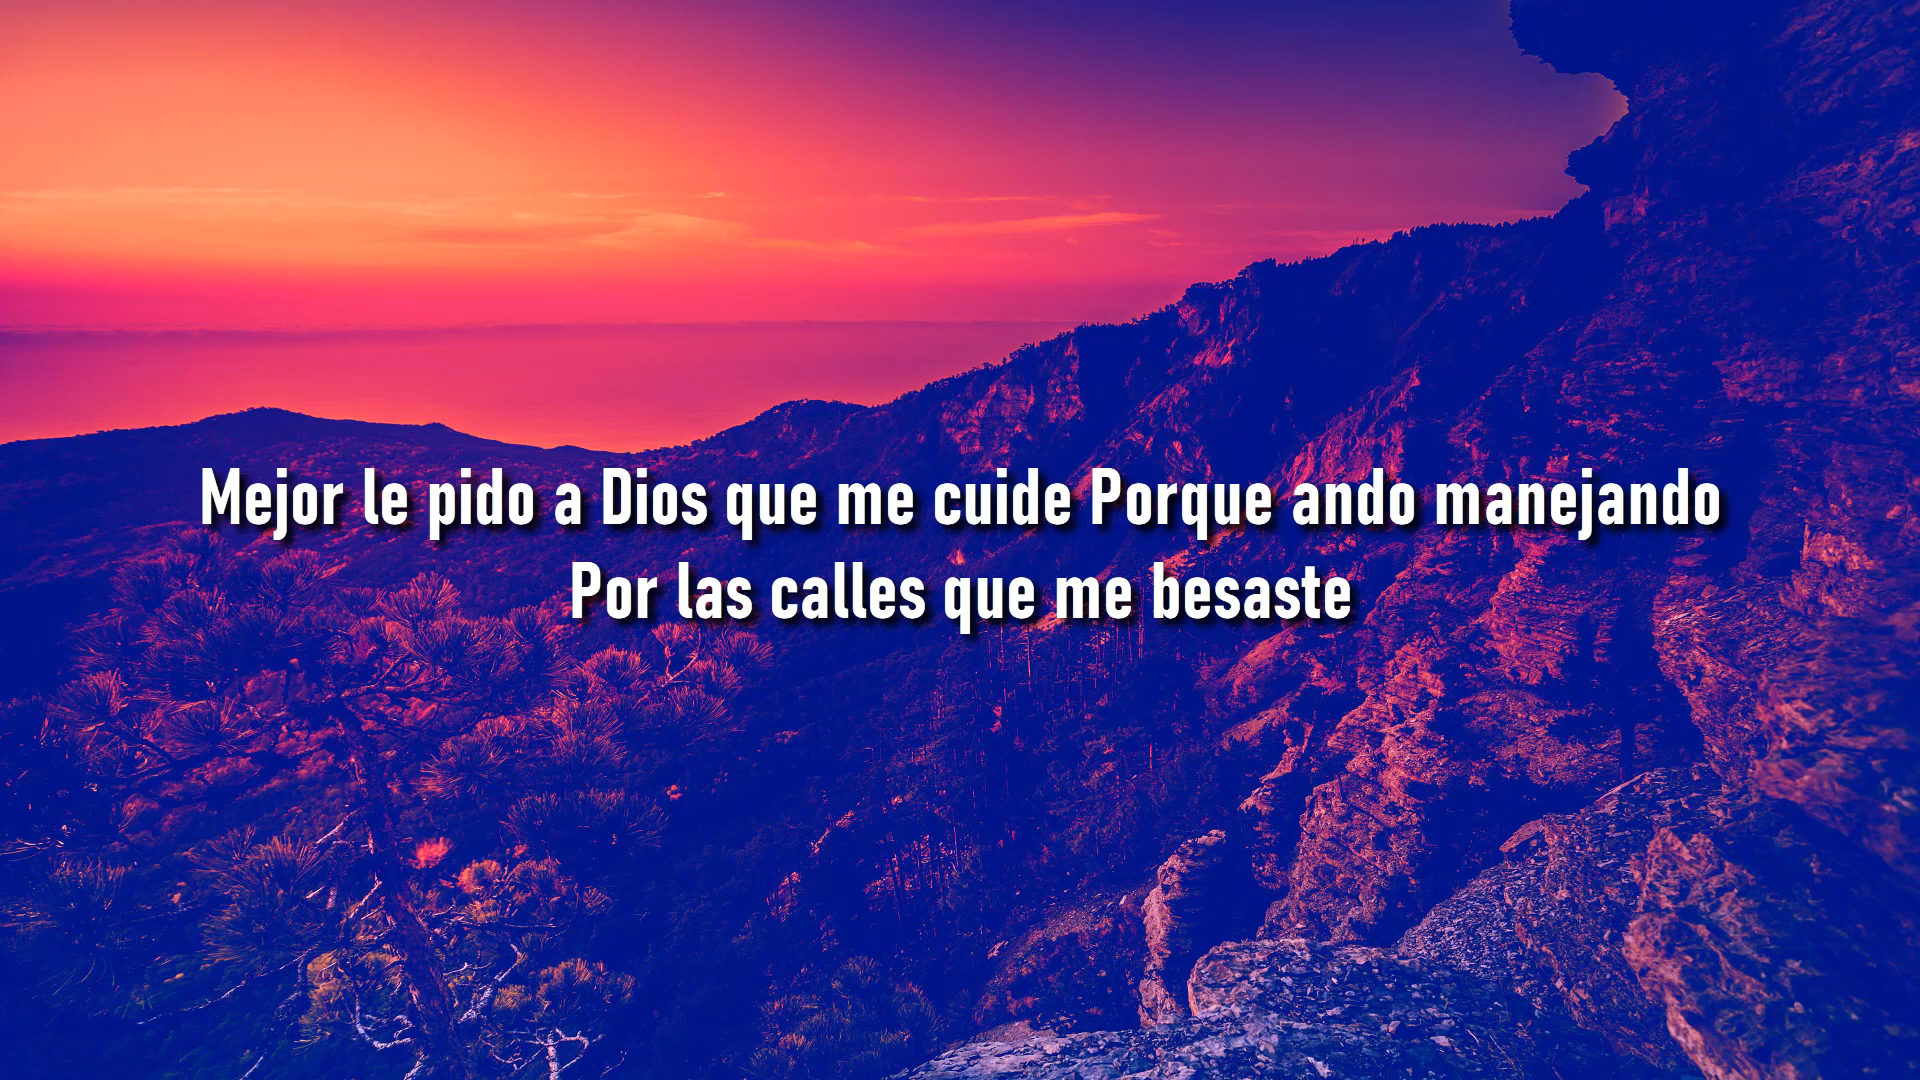 Mejor le pido a Dios que me cuide Porque ando manejando
Por las calles que me besaste